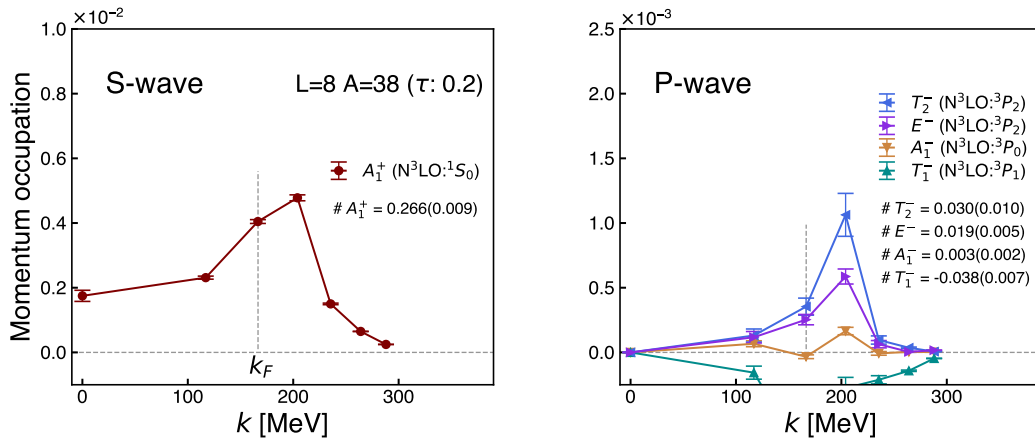 ×10⁻²
1.0
0.8
0.6
0.4
0.2
0.0
Momentum occupation
S-wave
L=8 A=38 (τ: 0.2)
A₁⁺ (N³LO:¹S₀)
# A₁⁺ = 0.266(0.009)
k_F
0 100 200 300
k [MeV]
×10⁻³
2.5
2.0
1.5
1.0
0.5
0.0
P-wave
T₂⁻ (N³LO:³P₂)
E⁻ (N³LO:³P₂)
A₁⁻ (N³LO:³P₀)
T₁⁻ (N³LO:³P₁)
# T₂⁻ = 0.030(0.010)
# E⁻ = 0.019(0.005)
# A₁⁻ = 0.003(0.002)
# T₁⁻ = -0.038(0.007)
0 100 200 300
k [MeV]